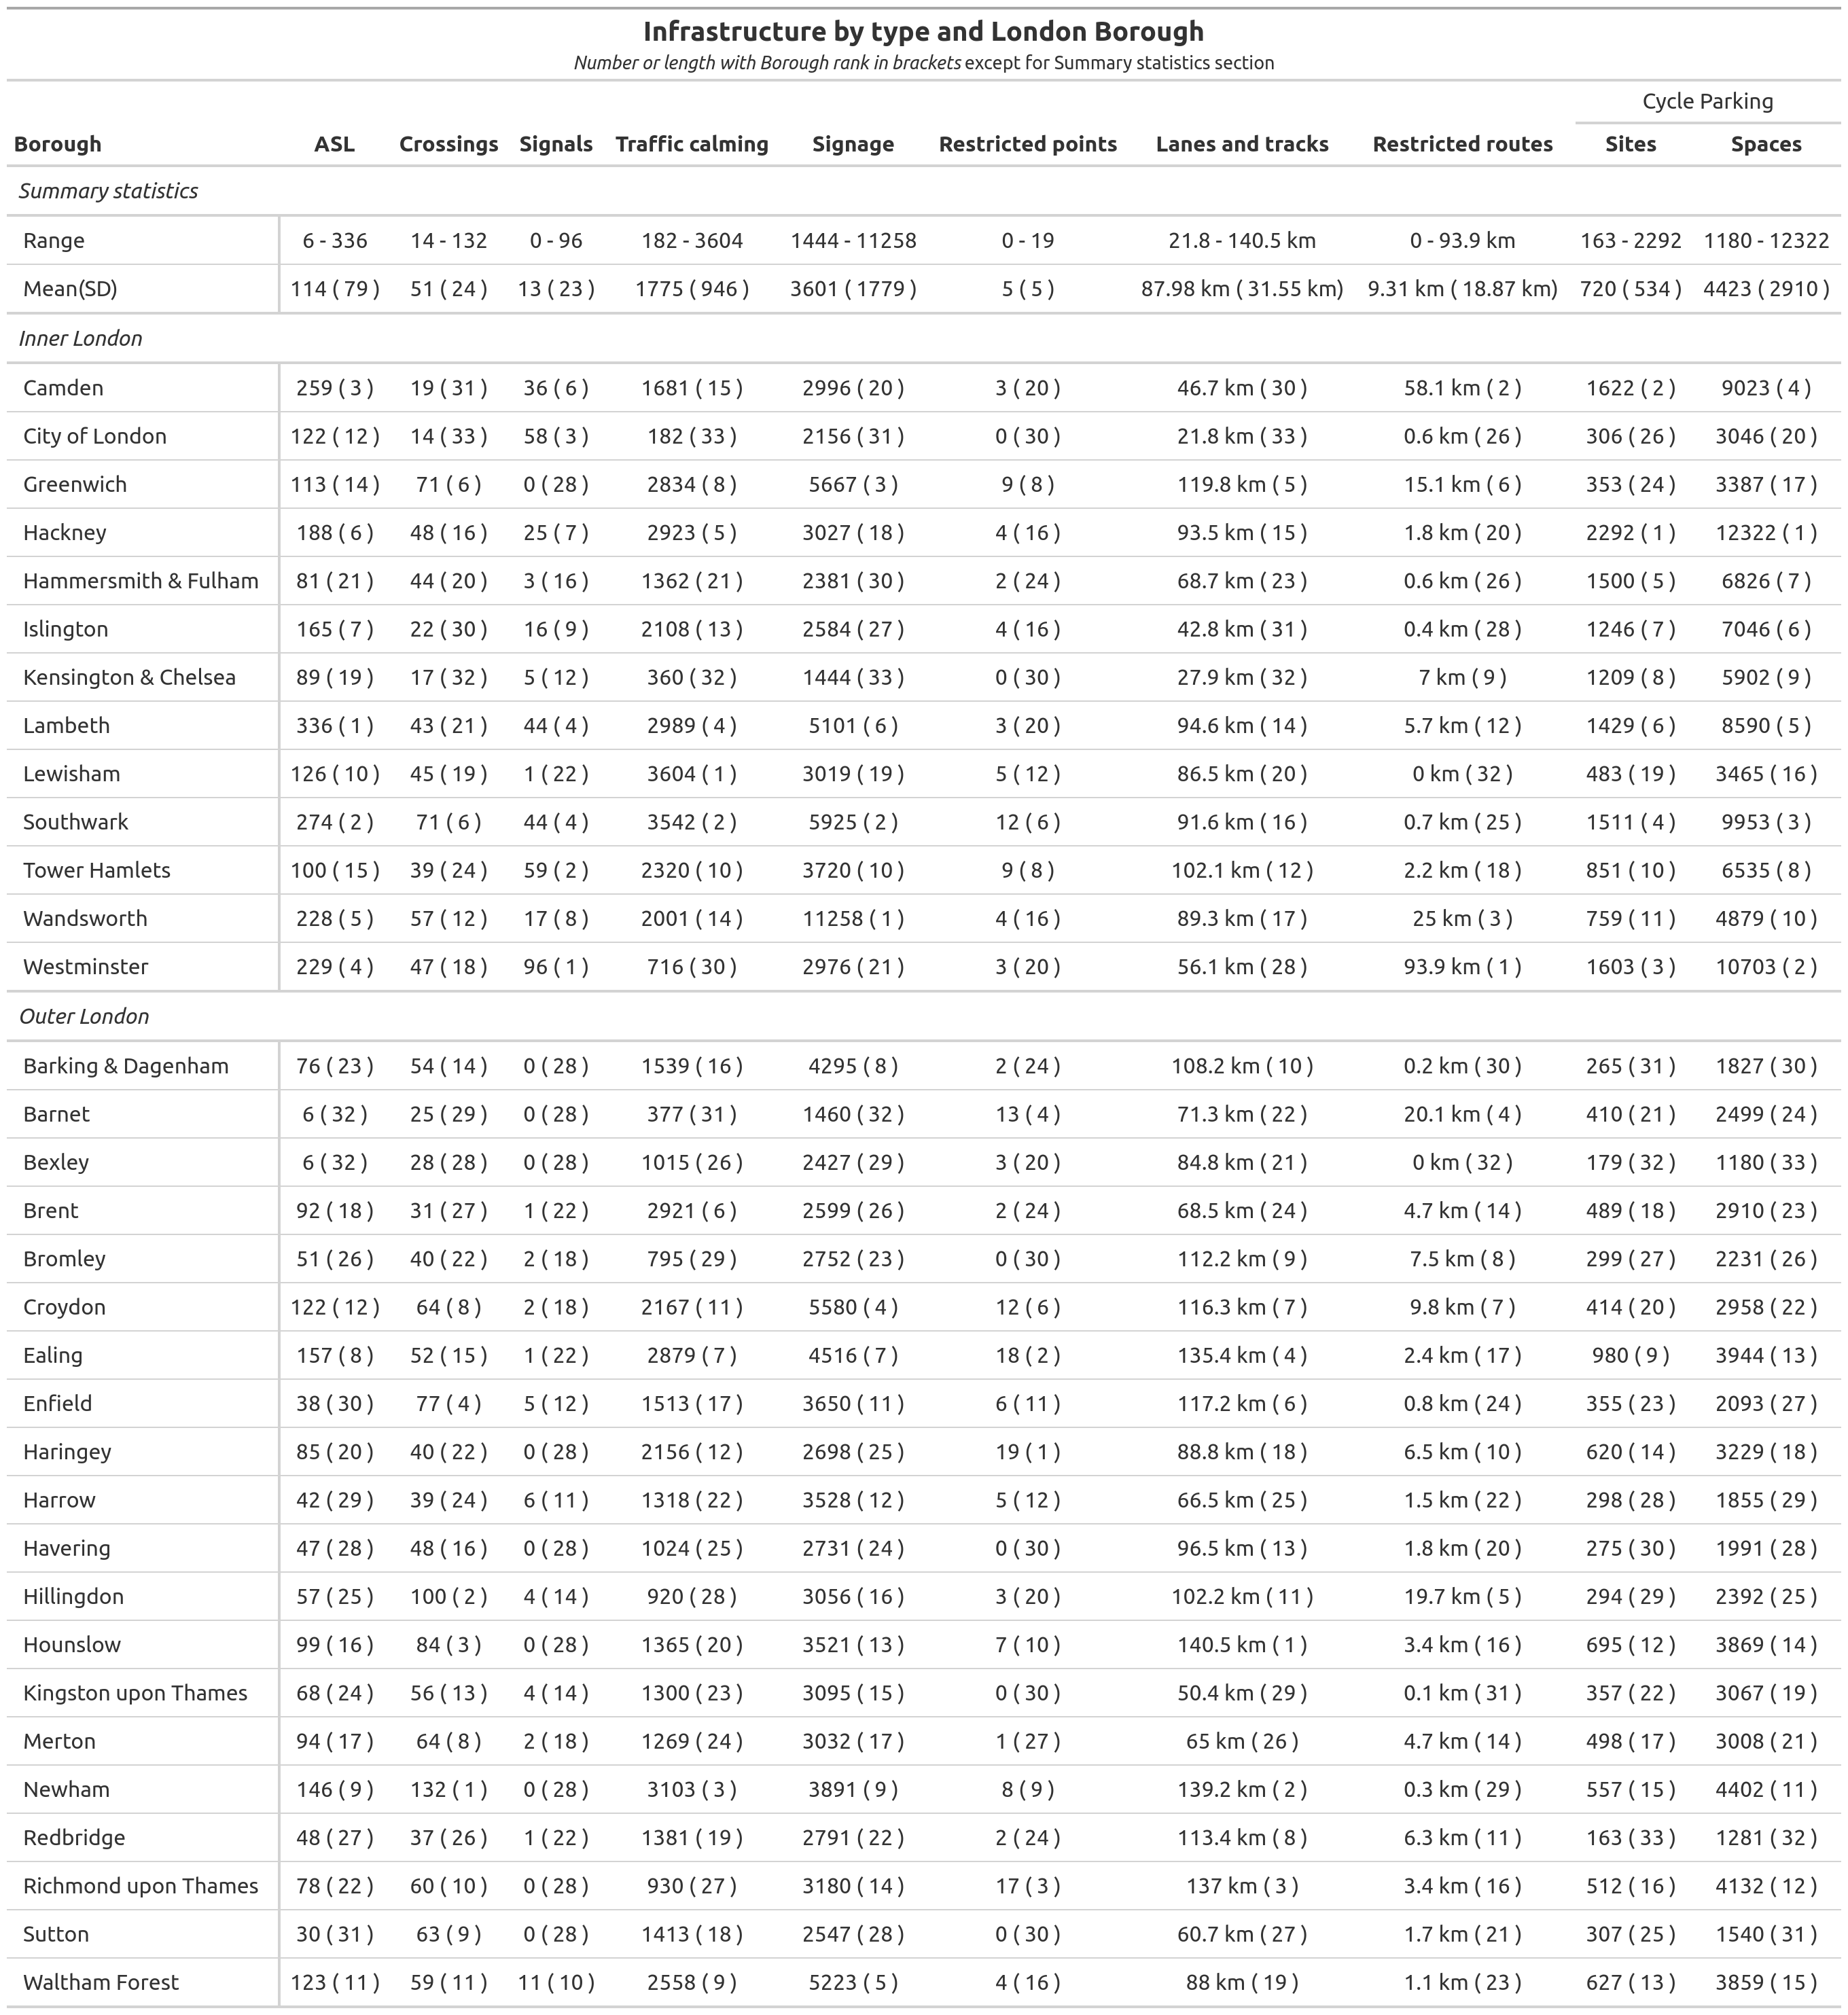 Infrastructure by type and London Borough
Number or length with Borough rank in brackets except for Summary statistics section
Cycle Parking
Borough ASL Crossings Signals Traffic calming Signage Restricted points Lanes and tracks Restricted routes Sites Spaces
Summary statistics
Range 6 - 336 14 - 132 0 - 96 182 - 3604 1444 - 11258 0 - 19 21.8 - 140.5 km 0 - 93.9 km 163 - 2292 1180 - 12322
Mean(SD) 114 ( 79 ) 51 ( 24 ) 13 ( 23 ) 1775 ( 946 ) 3601 ( 1779 ) 5 ( 5 ) 87.98 km ( 31.55 km) 9.31 km ( 18.87 km) 720 ( 534 ) 4423 ( 2910 )
Inner London
Camden 259 ( 3 ) 19 ( 31 ) 36 ( 6 ) 1681 ( 15 ) 2996 ( 20 ) 3 ( 20 ) 46.7 km ( 30 ) 58.1 km ( 2 ) 1622 ( 2 ) 9023 ( 4 )
City of London 122 ( 12 ) 14 ( 33 ) 58 ( 3 ) 182 ( 33 ) 2156 ( 31 ) 0 ( 30 ) 21.8 km ( 33 ) 0.6 km ( 26 ) 306 ( 26 ) 3046 ( 20 )
Greenwich 113 ( 14 ) 71 ( 6 ) 0 ( 28 ) 2834 ( 8 ) 5667 ( 3 ) 9 ( 8 ) 119.8 km ( 5 ) 15.1 km ( 6 ) 353 ( 24 ) 3387 ( 17 )
Hackney 188 ( 6 ) 48 ( 16 ) 25 ( 7 ) 2923 ( 5 ) 3027 ( 18 ) 4 ( 16 ) 93.5 km ( 15 ) 1.8 km ( 20 ) 2292 ( 1 ) 12322 ( 1 )
Hammersmith & Fulham 81 ( 21 ) 44 ( 20 ) 3 ( 16 ) 1362 ( 21 ) 2381 ( 30 ) 2 ( 24 ) 68.7 km ( 23 ) 0.6 km ( 26 ) 1500 ( 5 ) 6826 ( 7 )
Islington 165 ( 7 ) 22 ( 30 ) 16 ( 9 ) 2108 ( 13 ) 2584 ( 27 ) 4 ( 16 ) 42.8 km ( 31 ) 0.4 km ( 28 ) 1246 ( 7 ) 7046 ( 6 )
Kensington & Chelsea 89 ( 19 ) 17 ( 32 ) 5 ( 12 ) 360 ( 32 ) 1444 ( 33 ) 0 ( 30 ) 27.9 km ( 32 ) 7 km ( 9 ) 1209 ( 8 ) 5902 ( 9 )
Lambeth 336 ( 1 ) 43 ( 21 ) 44 ( 4 ) 2989 ( 4 ) 5101 ( 6 ) 3 ( 20 ) 94.6 km ( 14 ) 5.7 km ( 12 ) 1429 ( 6 ) 8590 ( 5 )
Lewisham 126 ( 10 ) 45 ( 19 ) 1 ( 22 ) 3604 ( 1 ) 3019 ( 19 ) 5 ( 12 ) 86.5 km ( 20 ) 0 km ( 32 ) 483 ( 19 ) 3465 ( 16 )
Southwark 274 ( 2 ) 71 ( 6 ) 44 ( 4 ) 3542 ( 2 ) 5925 ( 2 ) 12 ( 6 ) 91.6 km ( 16 ) 0.7 km ( 25 ) 1511 ( 4 ) 9953 ( 3 )
Tower Hamlets 100 ( 15 ) 39 ( 24 ) 59 ( 2 ) 2320 ( 10 ) 3720 ( 10 ) 9 ( 8 ) 102.1 km ( 12 ) 2.2 km ( 18 ) 851 ( 10 ) 6535 ( 8 )
Wandsworth 228 ( 5 ) 57 ( 12 ) 17 ( 8 ) 2001 ( 14 ) 11258 ( 1 ) 4 ( 16 ) 89.3 km ( 17 ) 25 km ( 3 ) 759 ( 11 ) 4879 ( 10 )
Westminster 229 ( 4 ) 47 ( 18 ) 96 ( 1 ) 716 ( 30 ) 2976 ( 21 ) 3 ( 20 ) 56.1 km ( 28 ) 93.9 km ( 1 ) 1603 ( 3 ) 10703 ( 2 )
Outer London
Barking & Dagenham 76 ( 23 ) 54 ( 14 ) 0 ( 28 ) 1539 ( 16 ) 4295 ( 8 ) 2 ( 24 ) 108.2 km ( 10 ) 0.2 km ( 30 ) 265 ( 31 ) 1827 ( 30 )
Barnet 6 ( 32 ) 25 ( 29 ) 0 ( 28 ) 377 ( 31 ) 1460 ( 32 ) 13 ( 4 ) 71.3 km ( 22 ) 20.1 km ( 4 ) 410 ( 21 ) 2499 ( 24 )
Bexley 6 ( 32 ) 28 ( 28 ) 0 ( 28 ) 1015 ( 26 ) 2427 ( 29 ) 3 ( 20 ) 84.8 km ( 21 ) 0 km ( 32 ) 179 ( 32 ) 1180 ( 33 )
Brent 92 ( 18 ) 31 ( 27 ) 1 ( 22 ) 2921 ( 6 ) 2599 ( 26 ) 2 ( 24 ) 68.5 km ( 24 ) 4.7 km ( 14 ) 489 ( 18 ) 2910 ( 23 )
Bromley 51 ( 26 ) 40 ( 22 ) 2 ( 18 ) 795 ( 29 ) 2752 ( 23 ) 0 ( 30 ) 112.2 km ( 9 ) 7.5 km ( 8 ) 299 ( 27 ) 2231 ( 26 )
Croydon 122 ( 12 ) 64 ( 8 ) 2 ( 18 ) 2167 ( 11 ) 5580 ( 4 ) 12 ( 6 ) 116.3 km ( 7 ) 9.8 km ( 7 ) 414 ( 20 ) 2958 ( 22 )
Ealing 157 ( 8 ) 52 ( 15 ) 1 ( 22 ) 2879 ( 7 ) 4516 ( 7 ) 18 ( 2 ) 135.4 km ( 4 ) 2.4 km ( 17 ) 980 ( 9 ) 3944 ( 13 )
Enfield 38 ( 30 ) 77 ( 4 ) 5 ( 12 ) 1513 ( 17 ) 3650 ( 11 ) 6 ( 11 ) 117.2 km ( 6 ) 0.8 km ( 24 ) 355 ( 23 ) 2093 ( 27 )
Haringey 85 ( 20 ) 40 ( 22 ) 0 ( 28 ) 2156 ( 12 ) 2698 ( 25 ) 19 ( 1 ) 88.8 km ( 18 ) 6.5 km ( 10 ) 620 ( 14 ) 3229 ( 18 )
Harrow 42 ( 29 ) 39 ( 24 ) 6 ( 11 ) 1318 ( 22 ) 3528 ( 12 ) 5 ( 12 ) 66.5 km ( 25 ) 1.5 km ( 22 ) 298 ( 28 ) 1855 ( 29 )
Havering 47 ( 28 ) 48 ( 16 ) 0 ( 28 ) 1024 ( 25 ) 2731 ( 24 ) 0 ( 30 ) 96.5 km ( 13 ) 1.8 km ( 20 ) 275 ( 30 ) 1991 ( 28 )
Hillingdon 57 ( 25 ) 100 ( 2 ) 4 ( 14 ) 920 ( 28 ) 3056 ( 16 ) 3 ( 20 ) 102.2 km ( 11 ) 19.7 km ( 5 ) 294 ( 29 ) 2392 ( 25 )
Hounslow 99 ( 16 ) 84 ( 3 ) 0 ( 28 ) 1365 ( 20 ) 3521 ( 13 ) 7 ( 10 ) 140.5 km ( 1 ) 3.4 km ( 16 ) 695 ( 12 ) 3869 ( 14 )
Kingston upon Thames 68 ( 24 ) 56 ( 13 ) 4 ( 14 ) 1300 ( 23 ) 3095 ( 15 ) 0 ( 30 ) 50.4 km ( 29 ) 0.1 km ( 31 ) 357 ( 22 ) 3067 ( 19 )
Merton 94 ( 17 ) 64 ( 8 ) 2 ( 18 ) 1269 ( 24 ) 3032 ( 17 ) 1 ( 27 ) 65 km ( 26 ) 4.7 km ( 14 ) 498 ( 17 ) 3008 ( 21 )
Newham 146 ( 9 ) 132 ( 1 ) 0 ( 28 ) 3103 ( 3 ) 3891 ( 9 ) 8 ( 9 ) 139.2 km ( 2 ) 0.3 km ( 29 ) 557 ( 15 ) 4402 ( 11 )
Redbridge 48 ( 27 ) 37 ( 26 ) 1 ( 22 ) 1381 ( 19 ) 2791 ( 22 ) 2 ( 24 ) 113.4 km ( 8 ) 6.3 km ( 11 ) 163 ( 33 ) 1281 ( 32 )
Richmond upon Thames 78 ( 22 ) 60 ( 10 ) 0 ( 28 ) 930 ( 27 ) 3180 ( 14 ) 17 ( 3 ) 137 km ( 3 ) 3.4 km ( 16 ) 512 ( 16 ) 4132 ( 12 )
Sutton 30 ( 31 ) 63 ( 9 ) 0 ( 28 ) 1413 ( 18 ) 2547 ( 28 ) 0 ( 30 ) 60.7 km ( 27 ) 1.7 km ( 21 ) 307 ( 25 ) 1540 ( 31 )
Waltham Forest 123 ( 11 ) 59 ( 11 ) 11 ( 10 ) 2558 ( 9 ) 5223 ( 5 ) 4 ( 16 ) 88 km ( 19 ) 1.1 km ( 23 ) 627 ( 13 ) 3859 ( 15 )